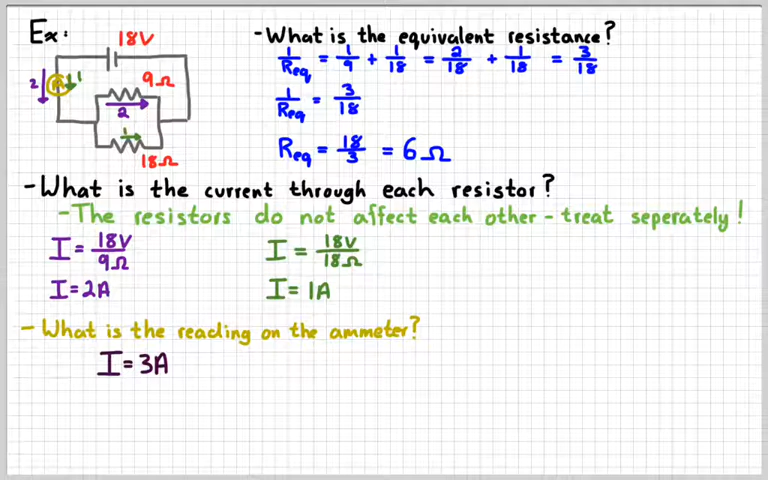 Ex:
18V
2
A
1
9Ω
2
1
18Ω
-What is the equivalent resistance?
1/Req = 1/9 + 1/18 = 2/18 + 1/18 = 3/18
1/Req = 3/18
Req = 18/3 = 6Ω
-What is the current through each resistor?
-The resistors do not affect each other - treat seperately!
I = 18V/9Ω I = 18V/18Ω
I = 2A I = 1A
-What is the reading on the ammeter?
I = 3A